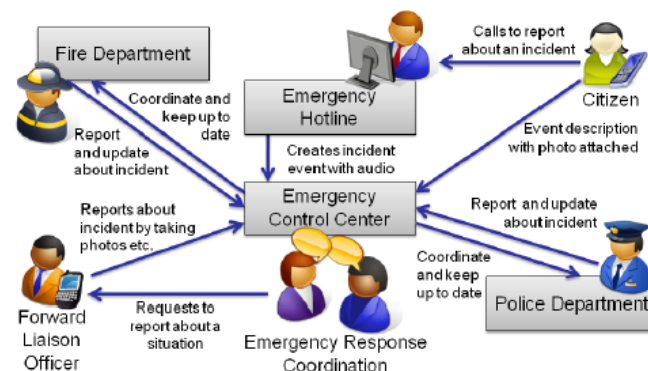 Fire Department
Calls to report
about an incident
Coordinate and
keep up to
date
Emergency
Hotline
Citizen
Report
and update
about incident
Event description
with photo attached
Creates incident
event with audio
Reports about
incident by taking
photos etc.
Emergency
Control Center
Report and update
about incident
Coordinate
and keep
up to date
Police Department
Forward
Liaison
Officer
Requests to
report about a
situation
Emergency Response
Coordination